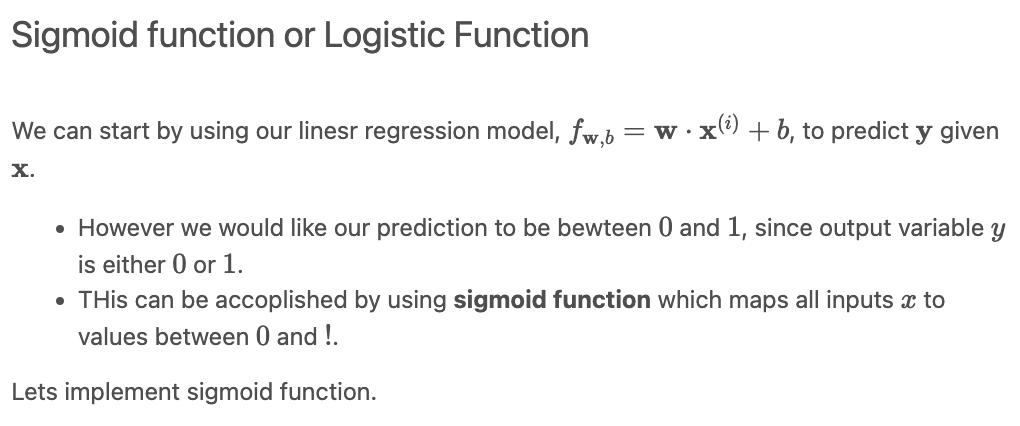 Sigmoid function or Logistic Function
We can start by using our linesr regression model, $f_{\mathbf{w},b} = \mathbf{w} \cdot \mathbf{x}^{(i)} + b$, to predict $\mathbf{y}$ given
$\mathbf{x}$.
• However we would like our prediction to be bewteen 0 and 1, since output variable $y$
is either 0 or 1.
• THis can be accoplished by using sigmoid function which maps all inputs $x$ to
values between 0 and !.
Lets implement sigmoid function.